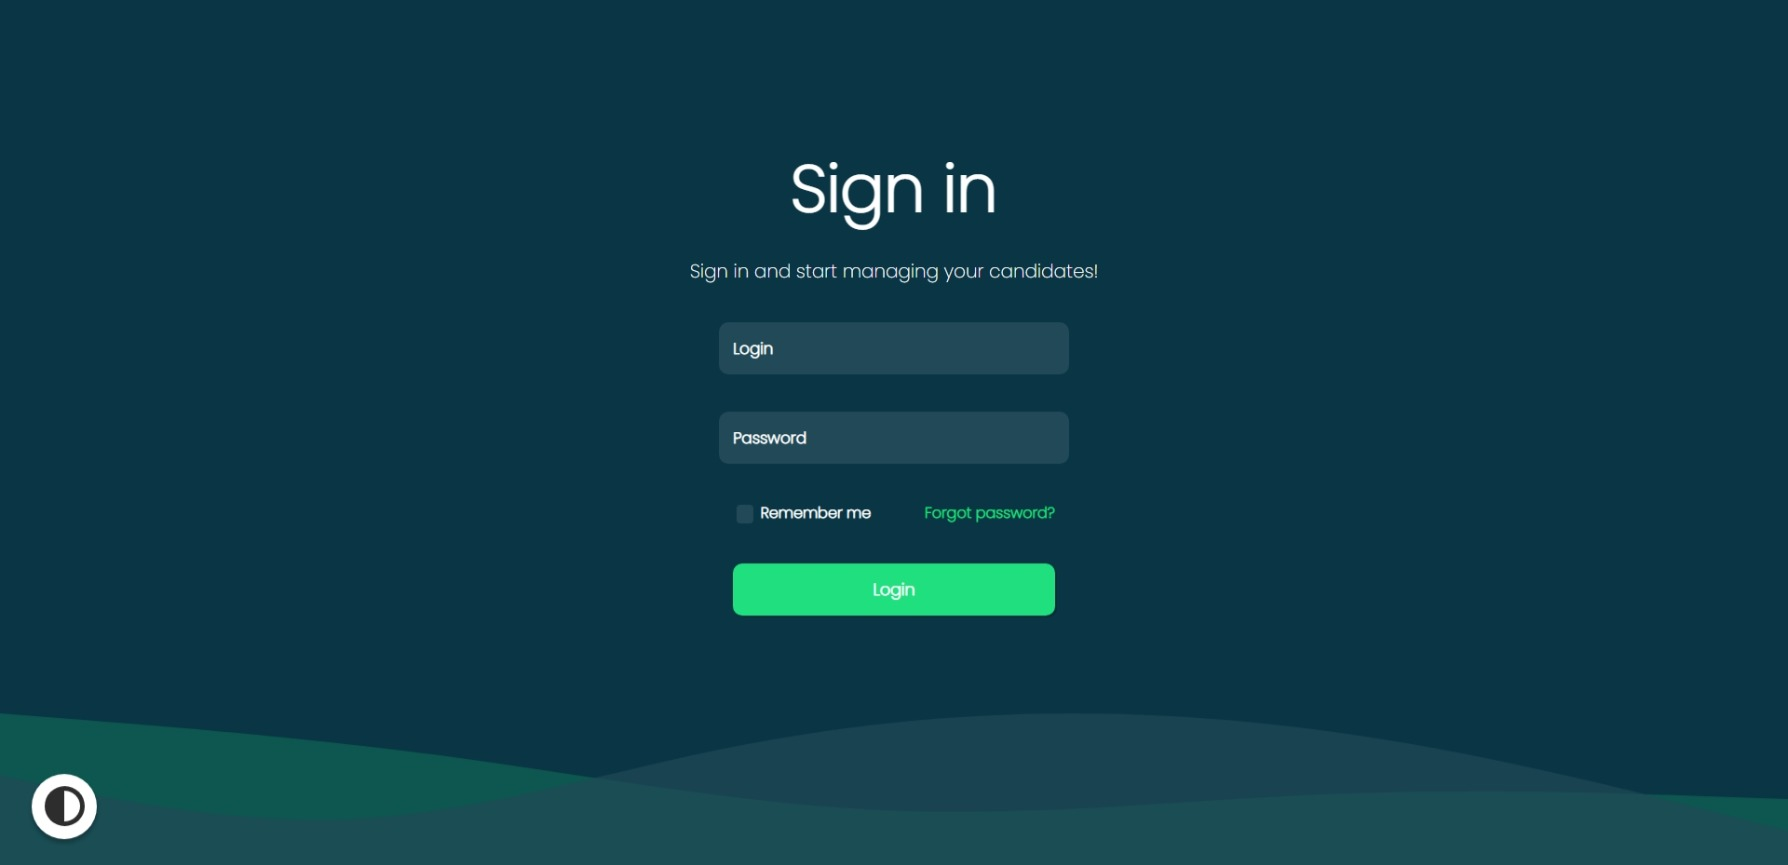 Sign in
Sign in and start managing your candidates!
Login
Password
Remember me
Forgot password?
Login